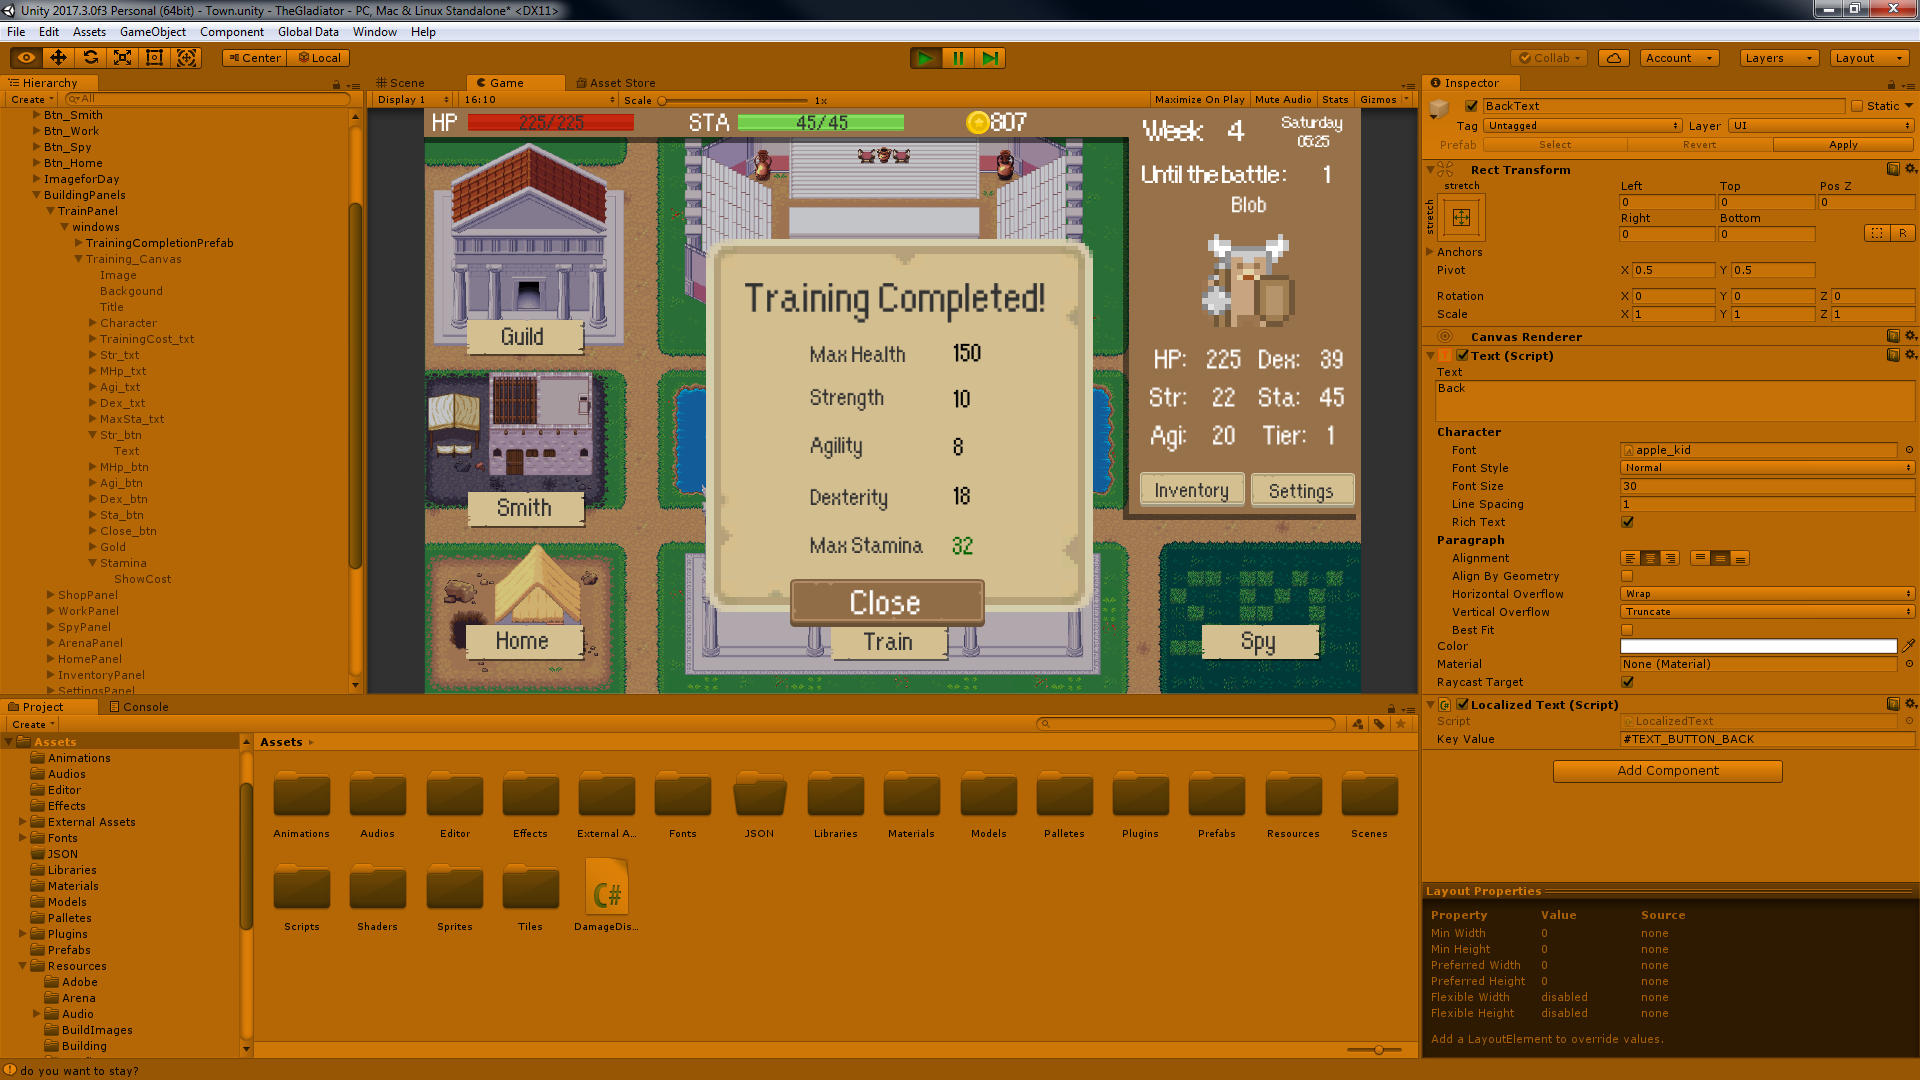 Unity 2017.3.0f3 Personal (64bit) - Town.unity - TheGladiator - PC, Mac & Linux Standalone* <DX11>
File Edit Assets GameObject Component Global Data Window Help
Center Local
Collab Account Layers Layout
Hierarchy
Create All
Btn_Smith
Btn_Work
Btn_Spy
Btn_Home
ImageforDay
BuildingPanels
TrainPanel
windows
TrainingCompletionPrefab
Training_Canvas
Image
Backgound
Title
Character
TrainingCost_txt
Str_txt
MHp_txt
Agi_txt
Dex_txt
MaxSta_txt
Str_btn
Text
MHp_btn
Agi_btn
Dex_btn
Sta_btn
Close_btn
Gold
Stamina
ShowCost
ShopPanel
WorkPanel
SpyPanel
ArenaPanel
HomePanel
InventoryPanel
SettingsPanel
Scene Game Asset Store
Display 1 16:10 Scale 1x Maximize On Play Mute Audio Stats Gizmos
HP 225/225 STA 45/45 807
Week 4 Saturday
05:25
Until the battle: 1
Blob
HP: 225 Dex: 39
Str: 22 Sta: 45
Agi: 20 Tier: 1
Inventory Settings
Guild
Smith
Home
Train
Spy
Training Completed!
Max Health 150
Strength 10
Agility 8
Dexterity 18
Max Stamina 32
Close
Inspector
BackText Static
Tag Untagged Layer UI
Prefab Select Revert Apply
Rect Transform
stretch Left Top Pos Z
stretch 0 0 0
Right Bottom
0 0 R
Anchors
Pivot X 0.5 Y 0.5
Rotation X 0 Y 0 Z 0
Scale X 1 Y 1 Z 1
Canvas Renderer
Text (Script)
Text
Back
Character
Font apple_kid
Font Style Normal
Font Size 30
Line Spacing 1
Rich Text
Paragraph
Alignment
Align By Geometry
Horizontal Overflow Wrap
Vertical Overflow Truncate
Best Fit
Color
Material None (Material)
Raycast Target
Localized Text (Script)
Script LocalizedText
Key Value #TEXT_BUTTON_BACK
Add Component
Layout Properties
Property Value Source
Min Width 0 none
Min Height 0 none
Preferred Width 0 none
Preferred Height 0 none
Flexible Width disabled none
Flexible Height disabled none
Add a LayoutElement to override values.
Project Console
Create
Assets
Animations
Audios
Editor
Effects
External Assets
Fonts
JSON
Libraries
Materials
Models
Palletes
Plugins
Prefabs
Resources
Adobe
Arena
Audio
BuildImages
Building
Assets
Animations Audios Editor Effects External A... Fonts JSON Libraries Materials Models Palletes Plugins Prefabs Resources Scenes
C#
Scripts Shaders Sprites Tiles DamageDis...
do you want to stay?